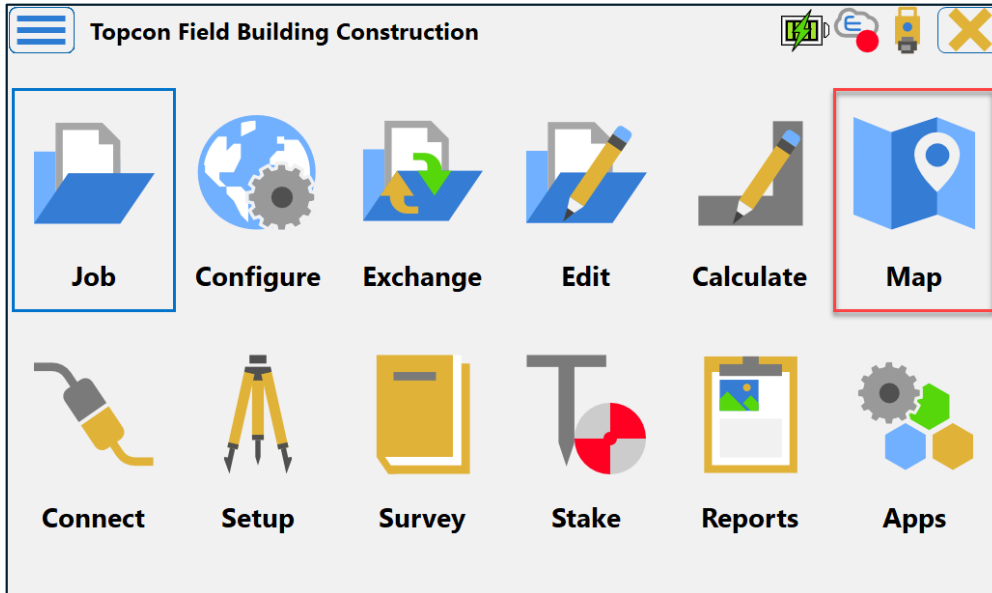 Topcon Field Building Construction
Job Configure Exchange Edit Calculate Map
Connect Setup Survey Stake Reports Apps